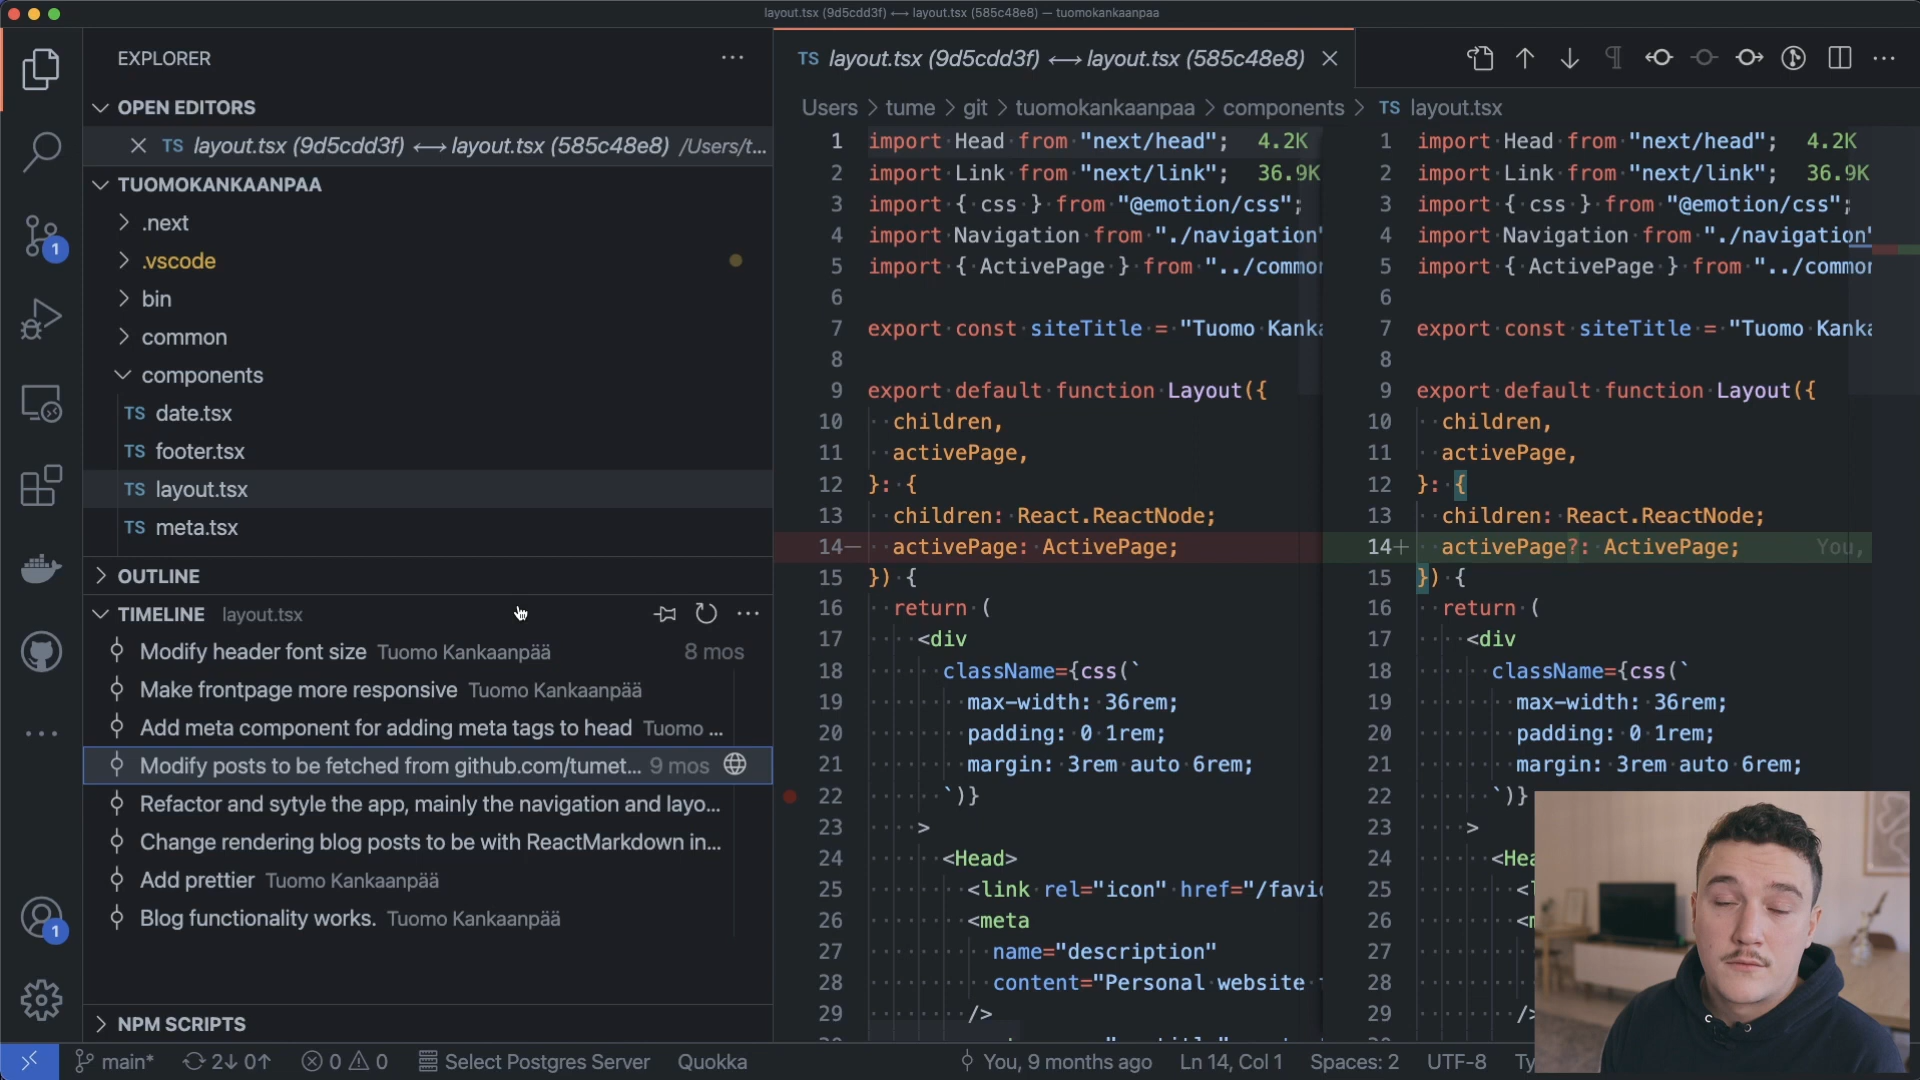 layout.tsx (9d5cdd3f) ⟷ layout.tsx (585c48e8) — tuomokankaanpaa
EXPLORER
OPEN EDITORS
TS layout.tsx (9d5cdd3f) ⟷ layout.tsx (585c48e8) /Users/t...
TUOMOKANKAANPAA
.next
.vscode
bin
common
components
TS date.tsx
TS footer.tsx
TS layout.tsx
TS meta.tsx
OUTLINE
TIMELINE layout.tsx
Modify header font size Tuomo Kankaanpää 8 mos
Make frontpage more responsive Tuomo Kankaanpää
Add meta component for adding meta tags to head Tuomo ...
Modify posts to be fetched from github.com/tumet... 9 mos
Refactor and sytyle the app, mainly the navigation and layo...
Change rendering blog posts to be with ReactMarkdown in...
Add prettier Tuomo Kankaanpää
Blog functionality works. Tuomo Kankaanpää
NPM SCRIPTS
1
1
TS layout.tsx (9d5cdd3f) ⟷ layout.tsx (585c48e8)
Users > tume > git > tuomokankaanpaa > components > TS layout.tsx
1 import Head from "next/head"; 4.2K
2 import Link from "next/link"; 36.9K
3 import { css } from "@emotion/css";
4 import Navigation from "./navigation"
5 import { ActivePage } from "../commo
6
7 export const siteTitle = "Tuomo Kanka
8
9 export default function Layout({
10 children,
11 activePage,
12 }: {
13 children: React.ReactNode;
14— activePage: ActivePage;
15 }) {
16 return (
17 <div
18 className={css(`
19 max-width: 36rem;
20 padding: 0 1rem;
21 margin: 3rem auto 6rem;
22 `)}
23 >
24 <Head>
25 <link rel="icon" href="/favic
26 <meta
27 name="description"
28 content="Personal website
29 />
1 import Head from "next/head"; 4.2K
2 import Link from "next/link"; 36.9K
3 import { css } from "@emotion/css";
4 import Navigation from "./navigation"
5 import { ActivePage } from "../commo
6
7 export const siteTitle = "Tuomo Kanka
8
9 export default function Layout({
10 children,
11 activePage,
12 }: {
13 children: React.ReactNode;
14+ activePage?: ActivePage; You,
15 }) {
16 return (
17 <div
18 className={css(`
19 max-width: 36rem;
20 padding: 0 1rem;
21 margin: 3rem auto 6rem;
22 `)}
23 >
24 <Hea
25 <l
26 <m
27
28
29 />
main* 2↓ 0↑ 0 0 Select Postgres Server Quokka You, 9 months ago Ln 14, Col 1 Spaces: 2 UTF-8 Ty